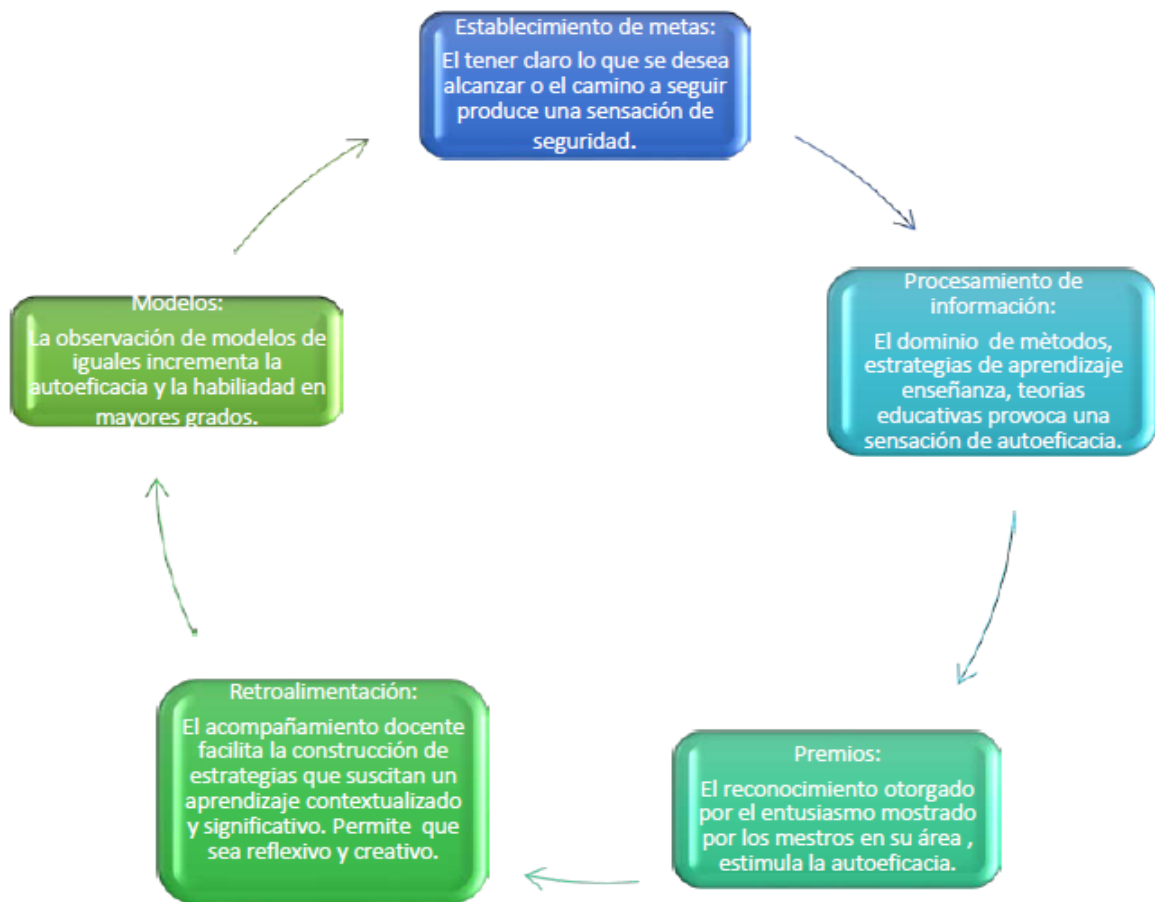 Establecimiento de metas:
El tener claro lo que se desea
alcanzar o el camino a seguir
produce una sensación de
seguridad.
Procesamiento de
información:
El dominio de mètodos,
estrategias de aprendizaje
enseñanza, teorias
educativas provoca una
sensación de autoeficacia.
Premios:
El reconocimiento otorgado
por el entusiasmo mostrado
por los mestros en su área ,
estimula la autoeficacia.
Retroalimentación:
El acompañamiento docente
facilita la construcción de
estrategias que suscitan un
aprendizaje contextualizado
y significativo. Permite que
sea reflexivo y creativo.
Modelos:
La observación de modelos de
iguales incrementa la
autoeficacia y la habiliadad en
mayores grados.